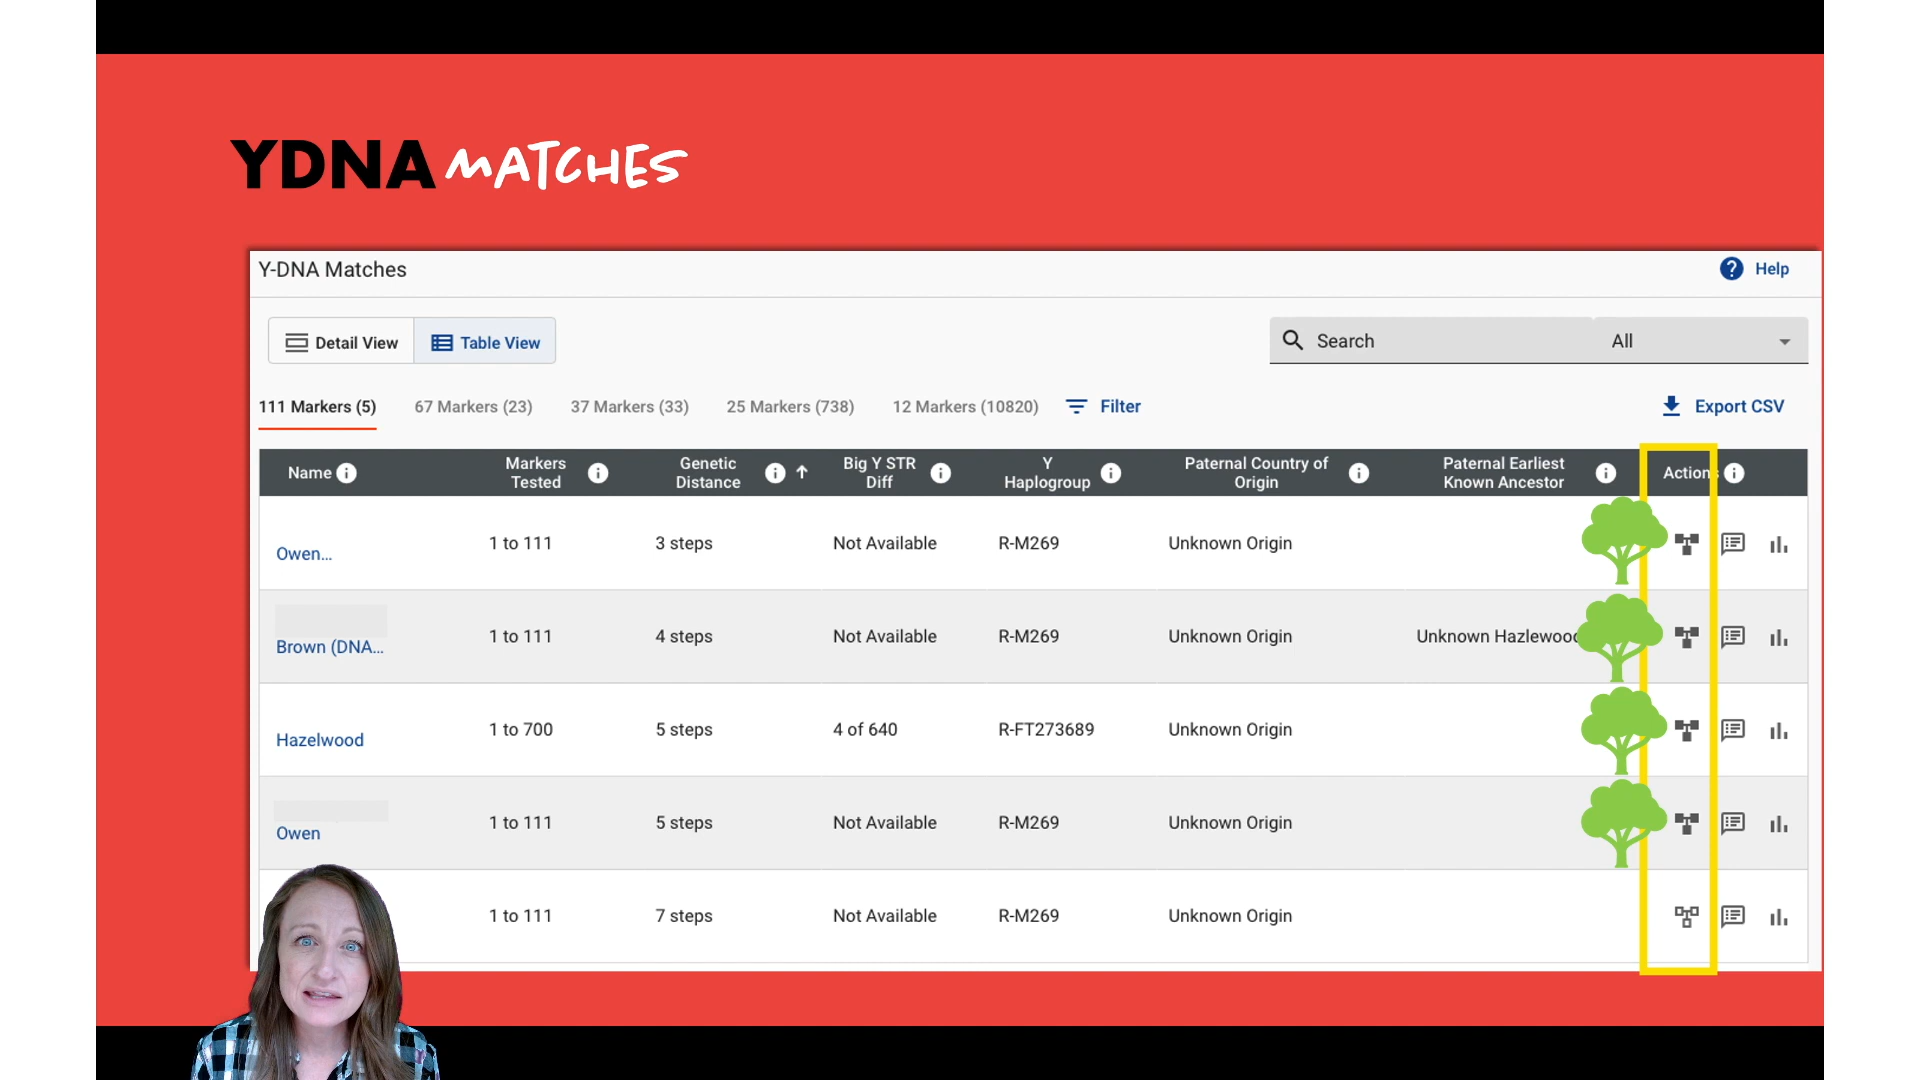 YDNA MATCHES
Y-DNA Matches
Help
Detail View
Table View
Search
All
111 Markers (5)
67 Markers (23)
37 Markers (33)
25 Markers (738)
12 Markers (10820)
Filter
Export CSV
Name
Markers Tested
Genetic Distance
Big Y STR Diff
Y Haplogroup
Paternal Country of Origin
Paternal Earliest Known Ancestor
Actions
Owen...
1 to 111
3 steps
Not Available
R-M269
Unknown Origin
Brown (DNA...
1 to 111
4 steps
Not Available
R-M269
Unknown Origin
Unknown Hazlewood
Hazelwood
1 to 700
5 steps
4 of 640
R-FT273689
Unknown Origin
Owen
1 to 111
5 steps
Not Available
R-M269
Unknown Origin
1 to 111
7 steps
Not Available
R-M269
Unknown Origin